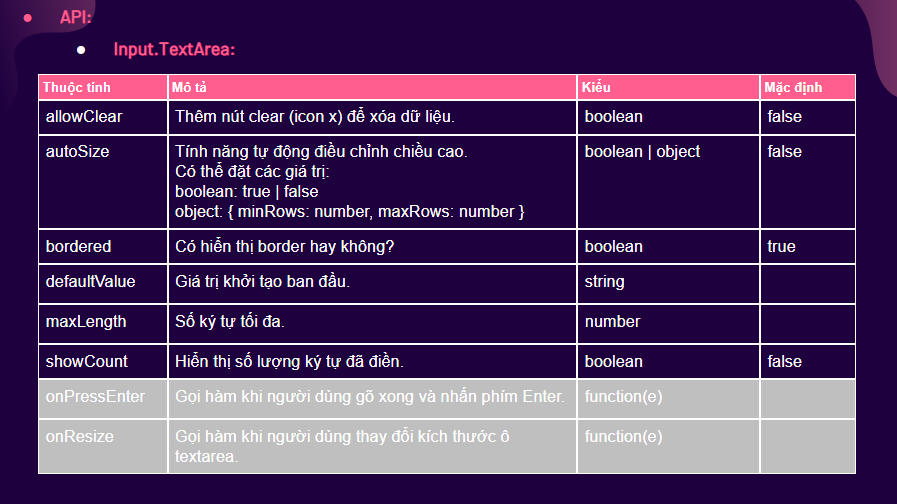 API:
Input.TextArea:
Thuộc tính Mô tả Kiểu Mặc định
allowClear Thêm nút clear (icon x) để xóa dữ liệu. boolean false
autoSize Tính năng tự động điều chỉnh chiều cao. boolean | object false
Có thể đặt các giá trị:
boolean: true | false
object: { minRows: number, maxRows: number }
bordered Có hiển thị border hay không? boolean true
defaultValue Giá trị khởi tạo ban đầu. string
maxLength Số ký tự tối đa. number
showCount Hiển thị số lượng ký tự đã điền. boolean false
onPressEnter Gọi hàm khi người dùng gõ xong và nhấn phím Enter. function(e)
onResize Gọi hàm khi người dùng thay đổi kích thước ô function(e)
textarea.